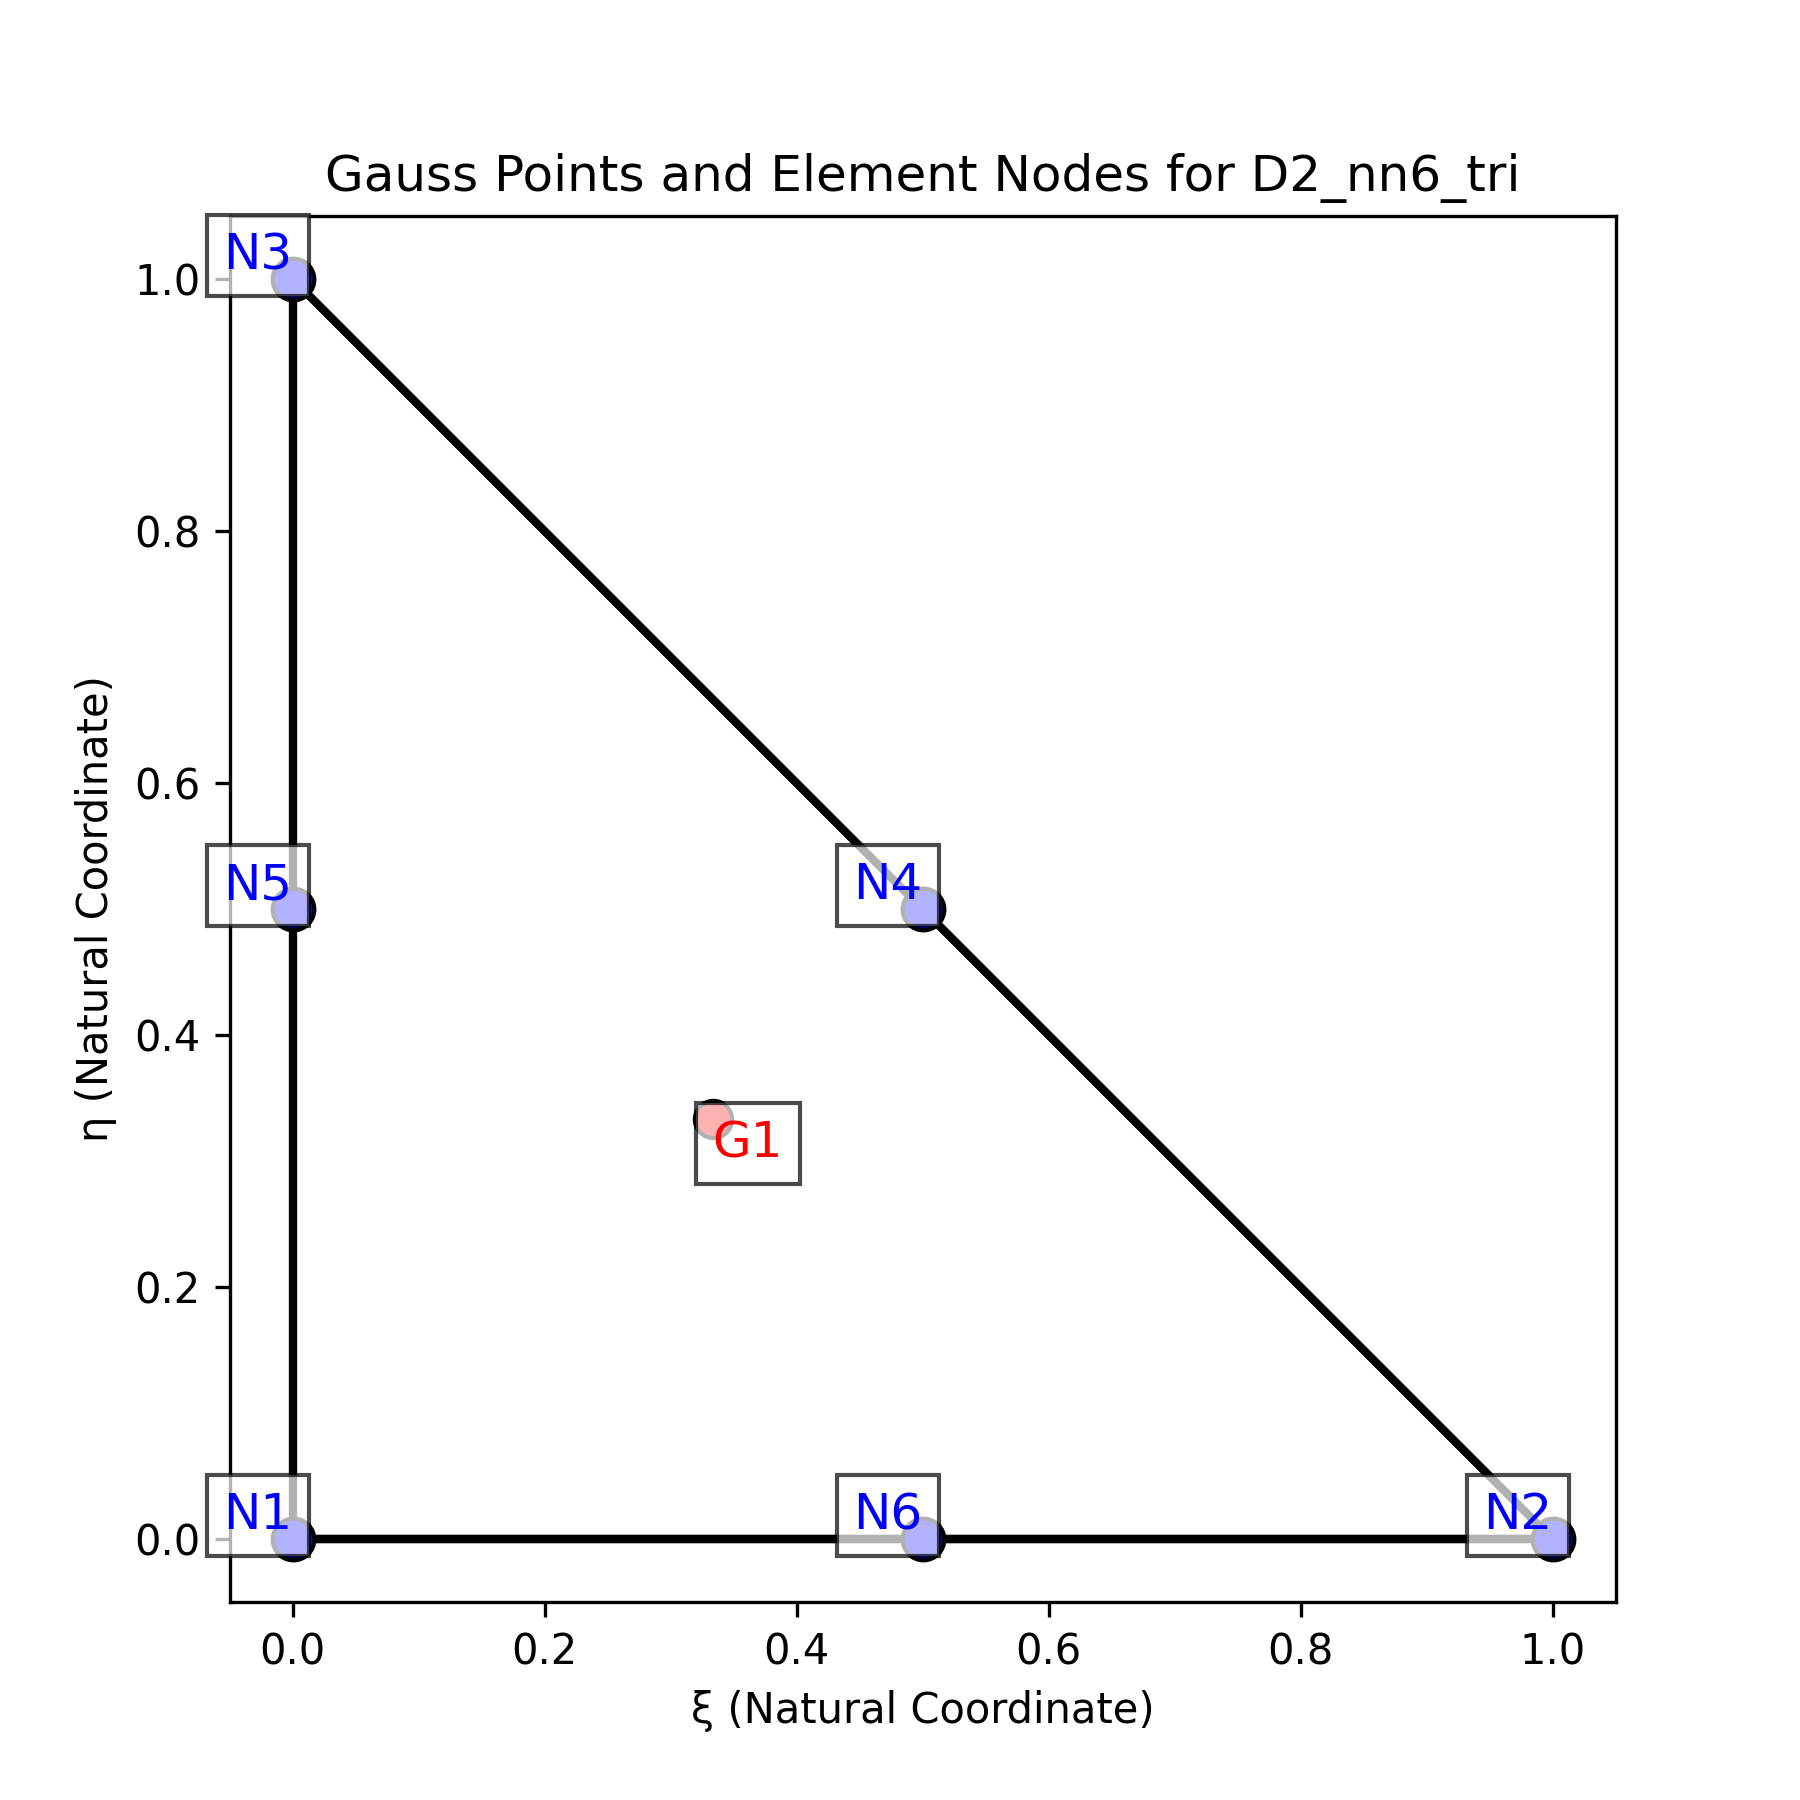 Gauss Points and Element Nodes for D2_nn6_tri
N3
1.0
0.8
0.6
N5
N4
0.4
G1
0.2
N1
N6
N2
0.0
η (Natural Coordinate)
0.0 0.2 0.4 0.6 0.8 1.0
ξ (Natural Coordinate)